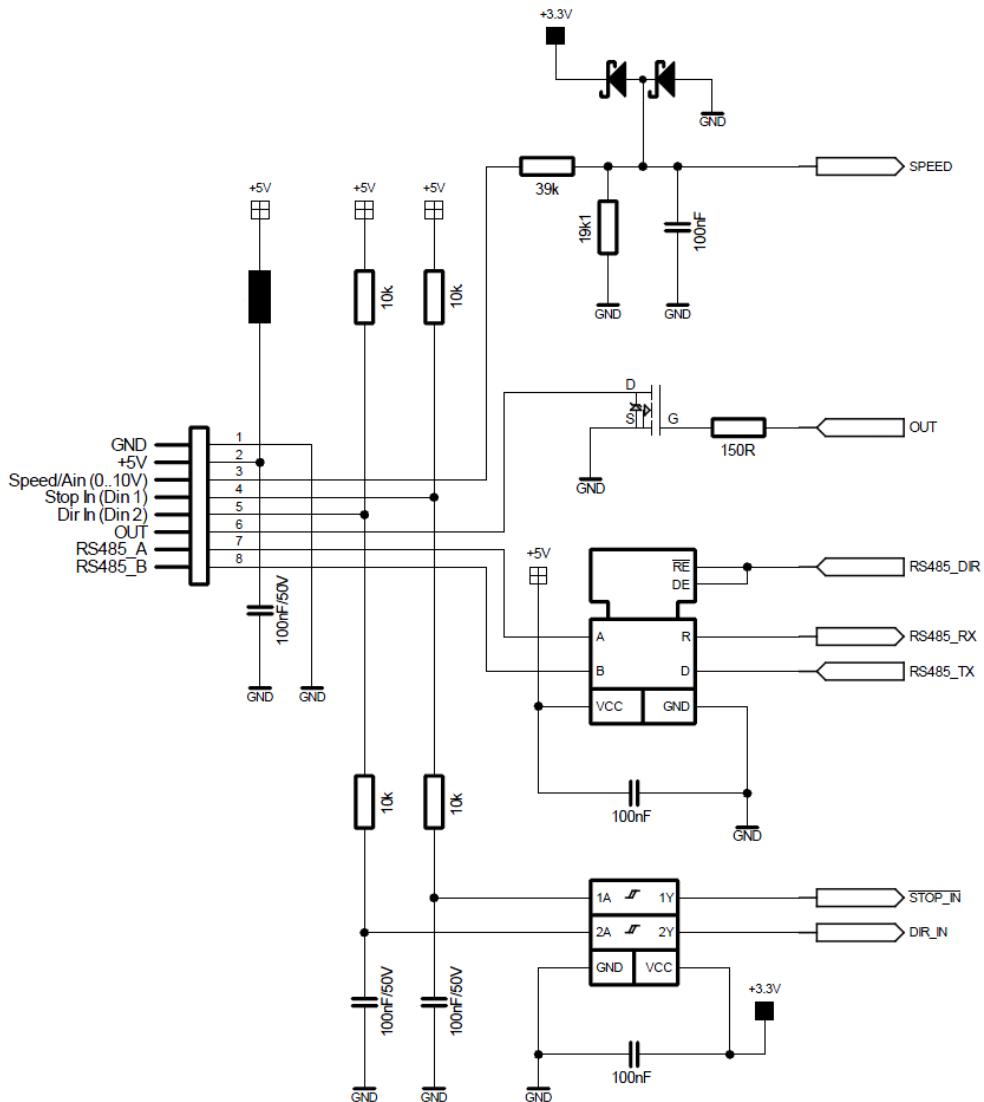 +3.3V
GND
39k
SPEED
19k1
100nF
GND
GND
+5V
+5V
+5V
10k
10k
D
S
G
150R
OUT
GND
GND
1
+5V
2
Speed/Ain (0..10V)
3
Stop In (Din 1)
4
Dir In (Din 2)
5
OUT
6
RS485_A
7
RS485_B
8
100nF/50V
GND
GND
+5V
RE
DE
RS485_DIR
A
R
RS485_RX
B
D
RS485_TX
VCC
GND
100nF
GND
10k
10k
1A
1Y
STOP_IN
2A
2Y
DIR_IN
GND
VCC
+3.3V
100nF/50V
100nF/50V
100nF
GND
GND
GND